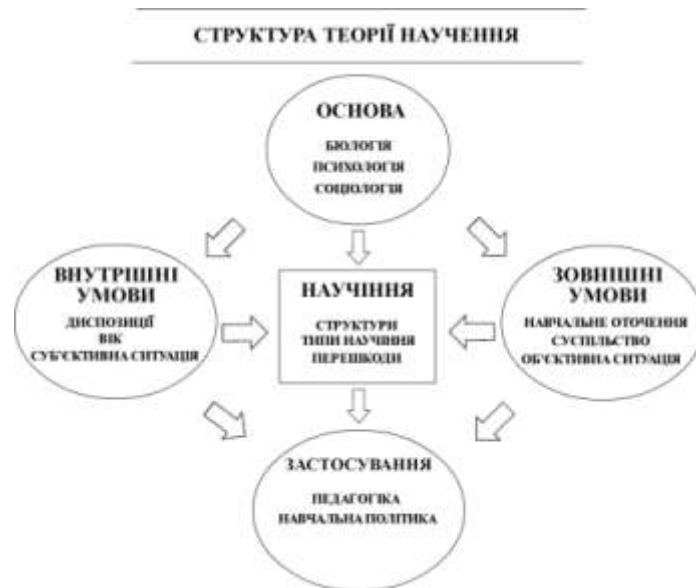 СТРУКТУРА ТЕОРІЇ НАУЧЕННЯ
ОСНОВА
БІОЛОГІЯ
ПСИХОЛОГІЯ
СОЦІОЛОГІЯ
ВНУТРІШНІ
УМОВИ
ДИСПОЗИЦІЇ
ВІК
СУБ'ЄКТИВНА СИТУАЦІЯ
НАУЧІННЯ
СТРУКТУРИ
ТИПИ НАУЧІННЯ
ПЕРЕШКОДИ
ЗОВНІШНІ
УМОВИ
НАВЧАЛЬНЕ ОТОЧЕННЯ
СУСПІЛЬСТВО
ОБ'ЄКТИВНА СИТУАЦІЯ
ЗАСТОСУВАННЯ
ПЕДАГОГІКА
НАВЧАЛЬНА ПОЛІТИКА